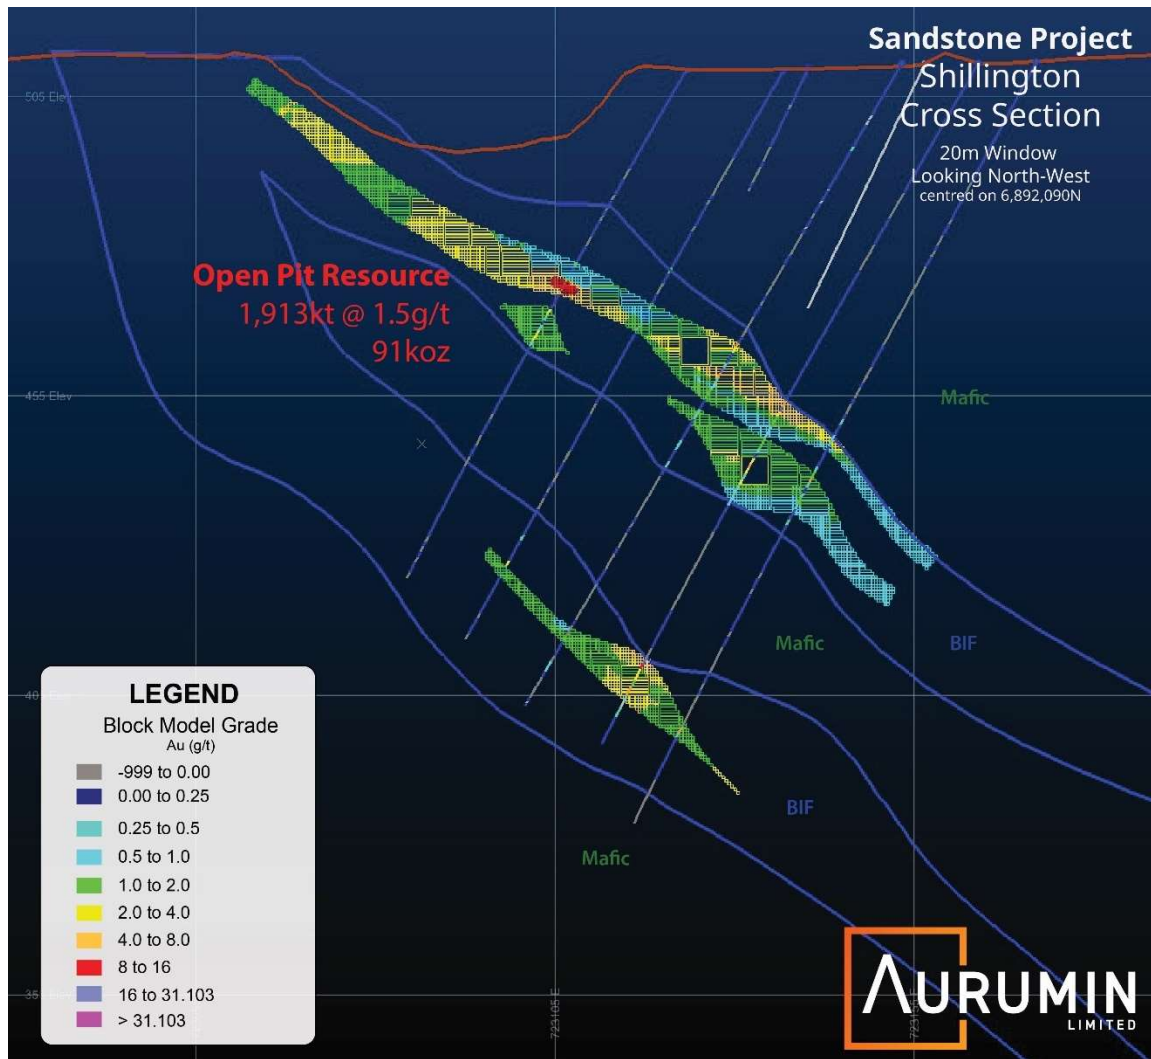 Sandstone Project
Shillington
Cross Section
20m Window
Looking North-West
centred on 6,892,090N
505 Elev
Open Pit Resource
1,913kt @ 1.5g/t
91koz
455 Elev
Mafic
Mafic
BIF
BIF
Mafic
LEGEND
Block Model Grade
Au (g/t)
-999 to 0.00
0.00 to 0.25
0.25 to 0.5
0.5 to 1.0
1.0 to 2.0
2.0 to 4.0
4.0 to 8.0
8 to 16
16 to 31.103
> 31.103
723105 E
AURUMIN
LIMITED